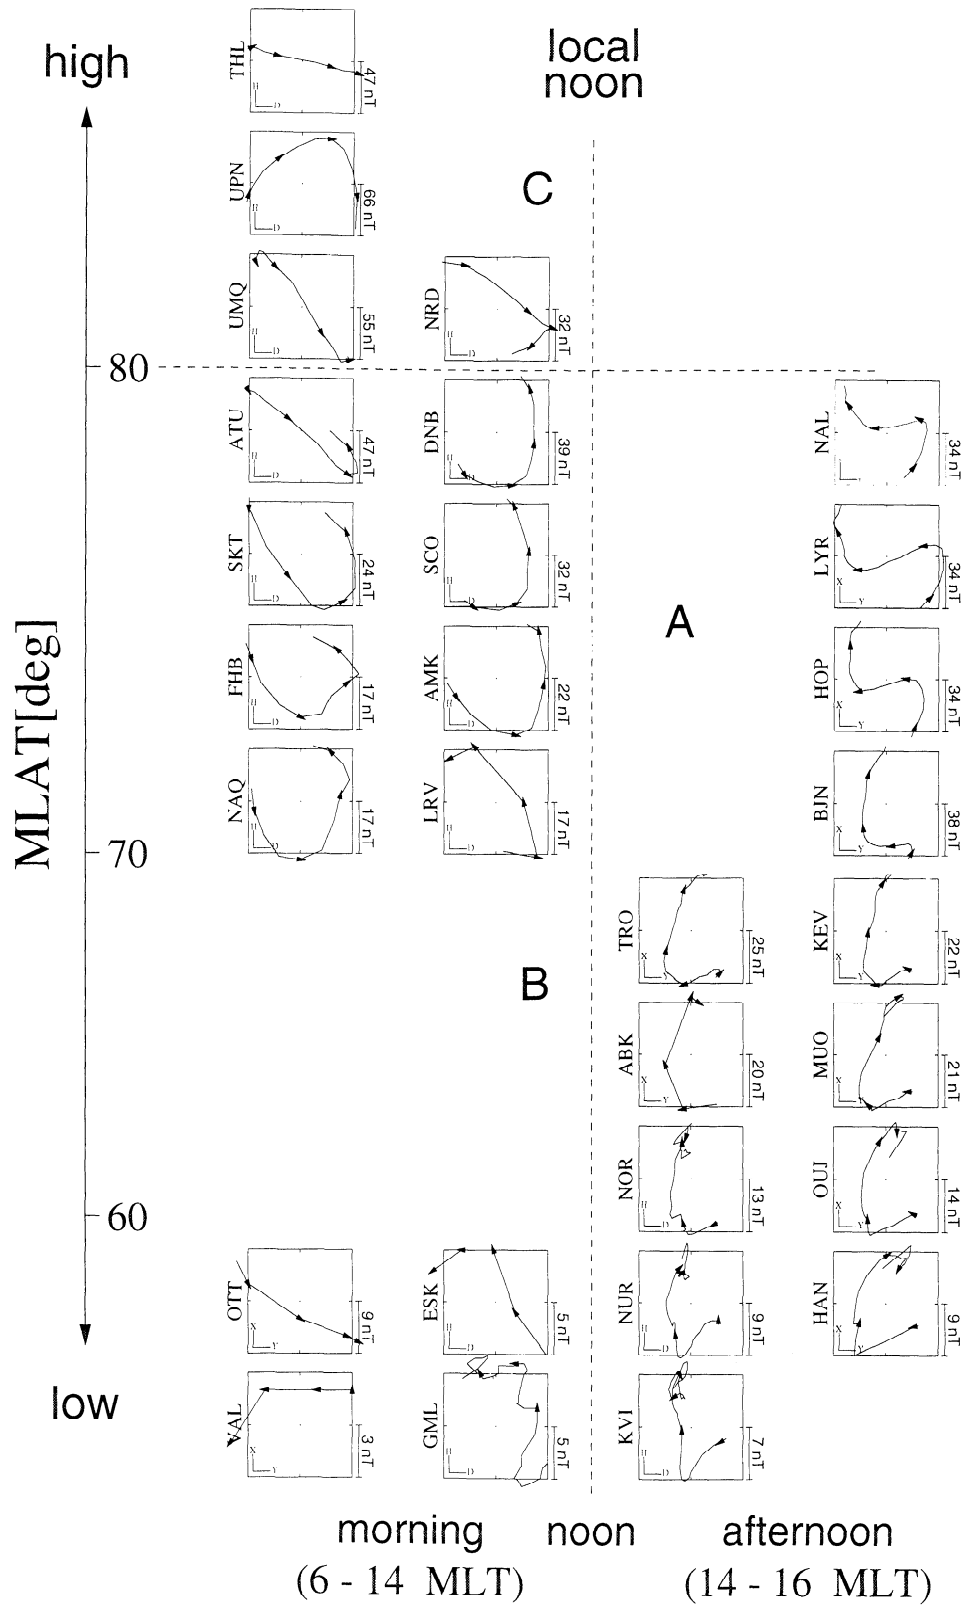 high
local
noon
THL
47 nT
H
D
UPN
66 nT
H
D
C
UMQ
55 nT
H
D
NRD
32 nT
H
D
80
ATU
47 nT
H
D
DNB
39 nT
H
D
NAL
34 nT
SKT
24 nT
H
D
SCO
32 nT
H
D
LYR
34 nT
X
Y
A
MLAT[deg]
FHB
17 nT
H
D
AMK
22 nT
H
D
HOP
34 nT
X
Y
NAQ
17 nT
H
D
LRV
17 nT
H
D
BJN
38 nT
X
Y
70
TRO
25 nT
X
Y
KEV
22 nT
X
Y
B
ABK
20 nT
X
Y
MUO
21 nT
X
Y
NOR
13 nT
H
D
OUJ
14 nT
X
Y
60
OTT
9 nT
X
Y
ESK
5 nT
H
D
NUR
9 nT
H
D
HAN
9 nT
X
Y
low
VAL
3 nT
X
Y
GML
5 nT
H
D
KVI
7 nT
H
D
morning noon afternoon
(6 - 14 MLT) (14 - 16 MLT)